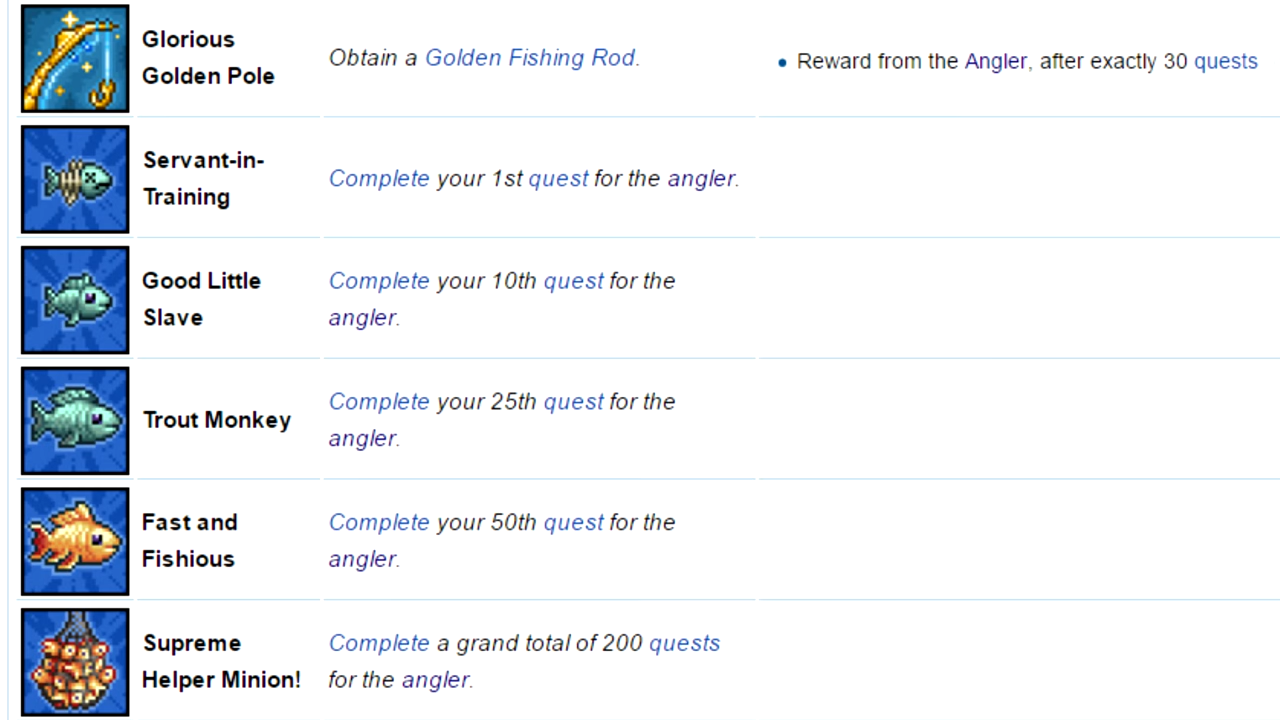 Glorious
Golden Pole
Obtain a Golden Fishing Rod.
• Reward from the Angler, after exactly 30 quests
Servant-in-
Training
Complete your 1st quest for the angler.
Good Little
Slave
Complete your 10th quest for the
angler.
Trout Monkey
Complete your 25th quest for the
angler.
Fast and
Fishious
Complete your 50th quest for the
angler.
Supreme
Helper Minion!
Complete a grand total of 200 quests
for the angler.